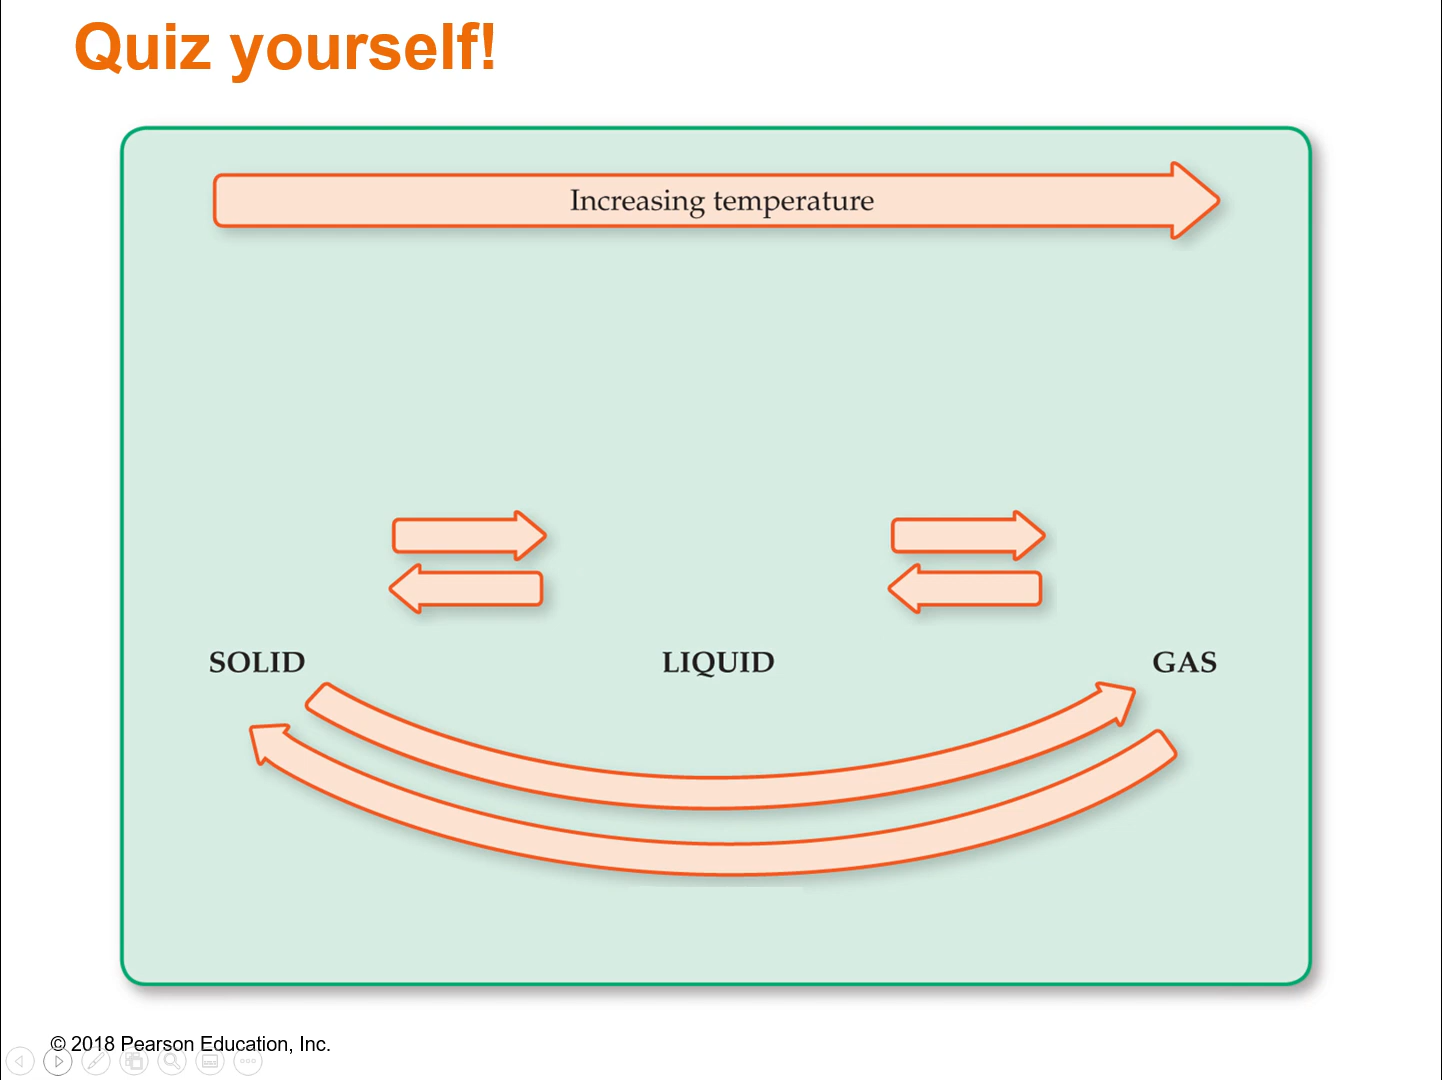 Quiz yourself!
Increasing temperature
SOLID
LIQUID
GAS
© 2018 Pearson Education, Inc.